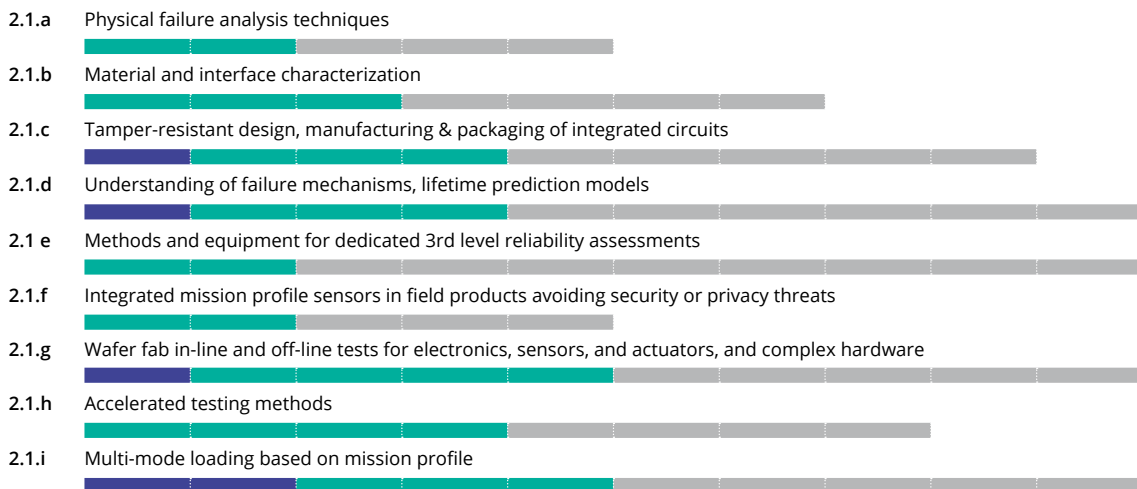 2.1.a Physical failure analysis techniques
2.1.b Material and interface characterization
2.1.c Tamper-resistant design, manufacturing & packaging of integrated circuits
2.1.d Understanding of failure mechanisms, lifetime prediction models
2.1 e Methods and equipment for dedicated 3rd level reliability assessments
2.1.f Integrated mission profile sensors in field products avoiding security or privacy threats
2.1.g Wafer fab in-line and off-line tests for electronics, sensors, and actuators, and complex hardware
2.1.h Accelerated testing methods
2.1.i Multi-mode loading based on mission profile